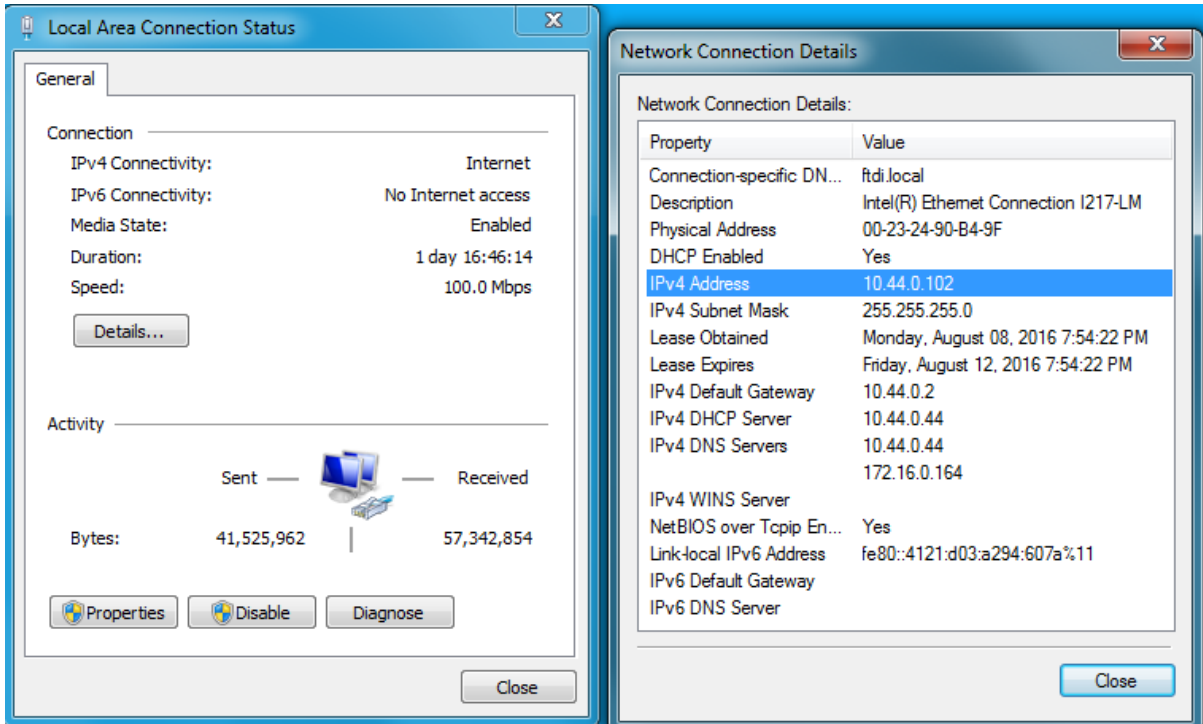 Local Area Connection Status
General
Connection
IPv4 Connectivity: Internet
IPv6 Connectivity: No Internet access
Media State: Enabled
Duration: 1 day 16:46:14
Speed: 100.0 Mbps
Details...
Activity
Sent Received
Bytes: 41,525,962 57,342,854
Properties Disable Diagnose
Close
Network Connection Details
Network Connection Details:
Property Value
Connection-specific DN... ftdi.local
Description Intel(R) Ethernet Connection I217-LM
Physical Address 00-23-24-90-B4-9F
DHCP Enabled Yes
IPv4 Address 10.44.0.102
IPv4 Subnet Mask 255.255.255.0
Lease Obtained Monday, August 08, 2016 7:54:22 PM
Lease Expires Friday, August 12, 2016 7:54:22 PM
IPv4 Default Gateway 10.44.0.2
IPv4 DHCP Server 10.44.0.44
IPv4 DNS Servers 10.44.0.44
172.16.0.164
IPv4 WINS Server
NetBIOS over Tcpip En... Yes
Link-local IPv6 Address fe80::4121:d03:a294:607a%11
IPv6 Default Gateway
IPv6 DNS Server
Close